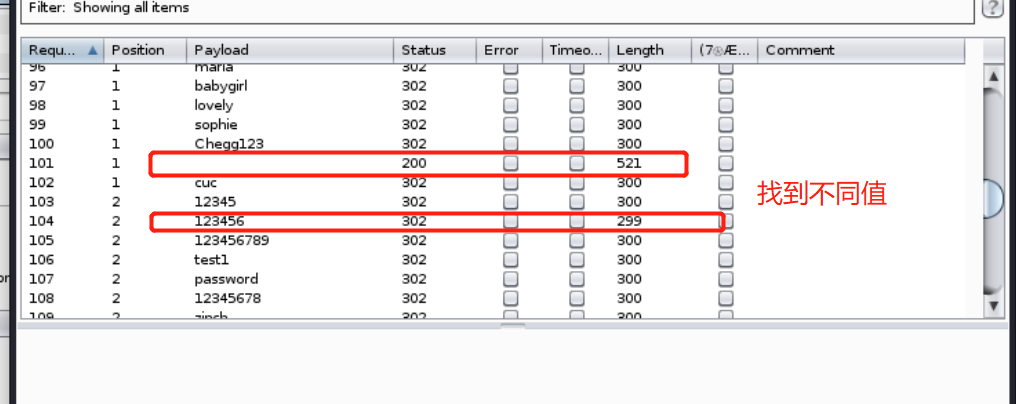 Filter: Showing all items
?
Requ... Position Payload Status Error Timeo... Length Comment
96 1 maria 302 300
97 1 babygirl 302 300
98 1 lovely 302 300
99 1 sophie 302 300
100 1 Chegg123 302 300
101 1 200 521
102 1 cuc 302 300
103 2 12345 302 300
104 2 123456 302 299
105 2 123456789 302 300
106 2 test1 302 300
107 2 password 302 300
108 2 12345678 302 300
109 2 zinch 302 300
找到不同值